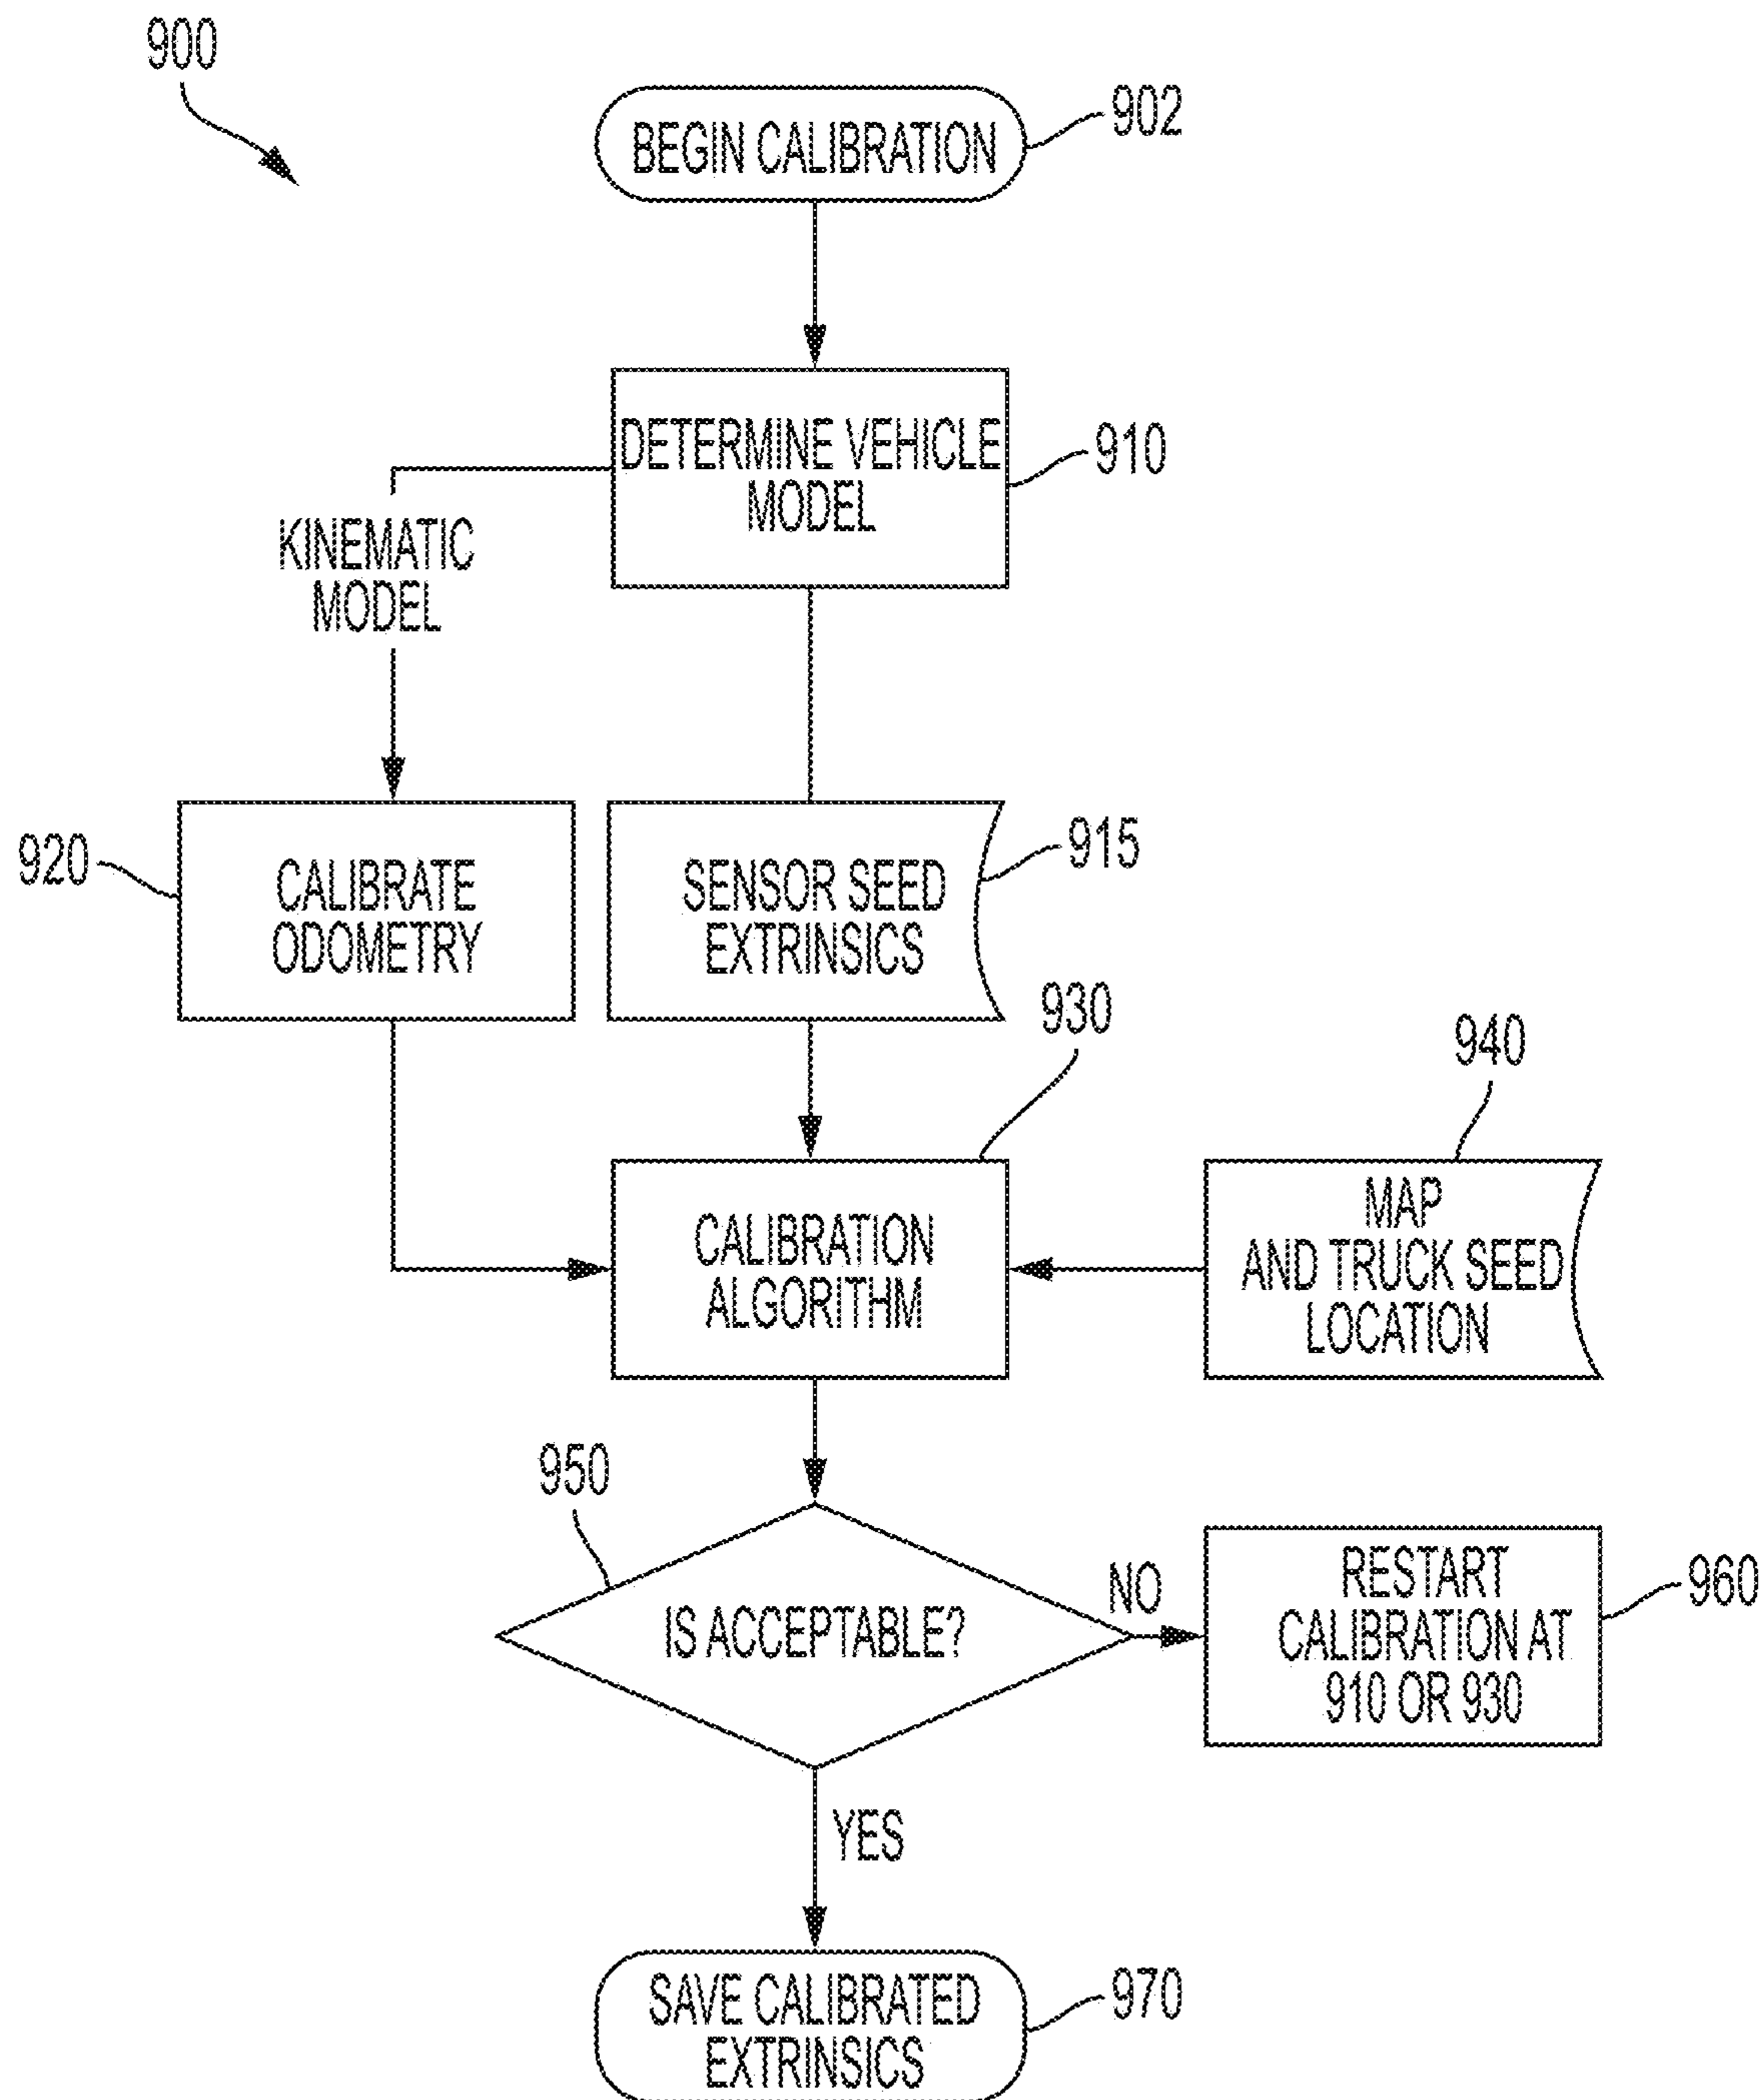 900
BEGIN CALIBRATION
902
DETERMINE VEHICLE
MODEL
910
KINEMATIC
MODEL
920
CALIBRATE
ODOMETRY
SENSOR SEED
EXTRINSICS
915
930
940
CALIBRATION
ALGORITHM
MAP
AND TRUCK SEED
LOCATION
950
IS ACCEPTABLE?
NO
RESTART
CALIBRATION AT
910 OR 930
960
YES
SAVE CALIBRATED
EXTRINSICS
970